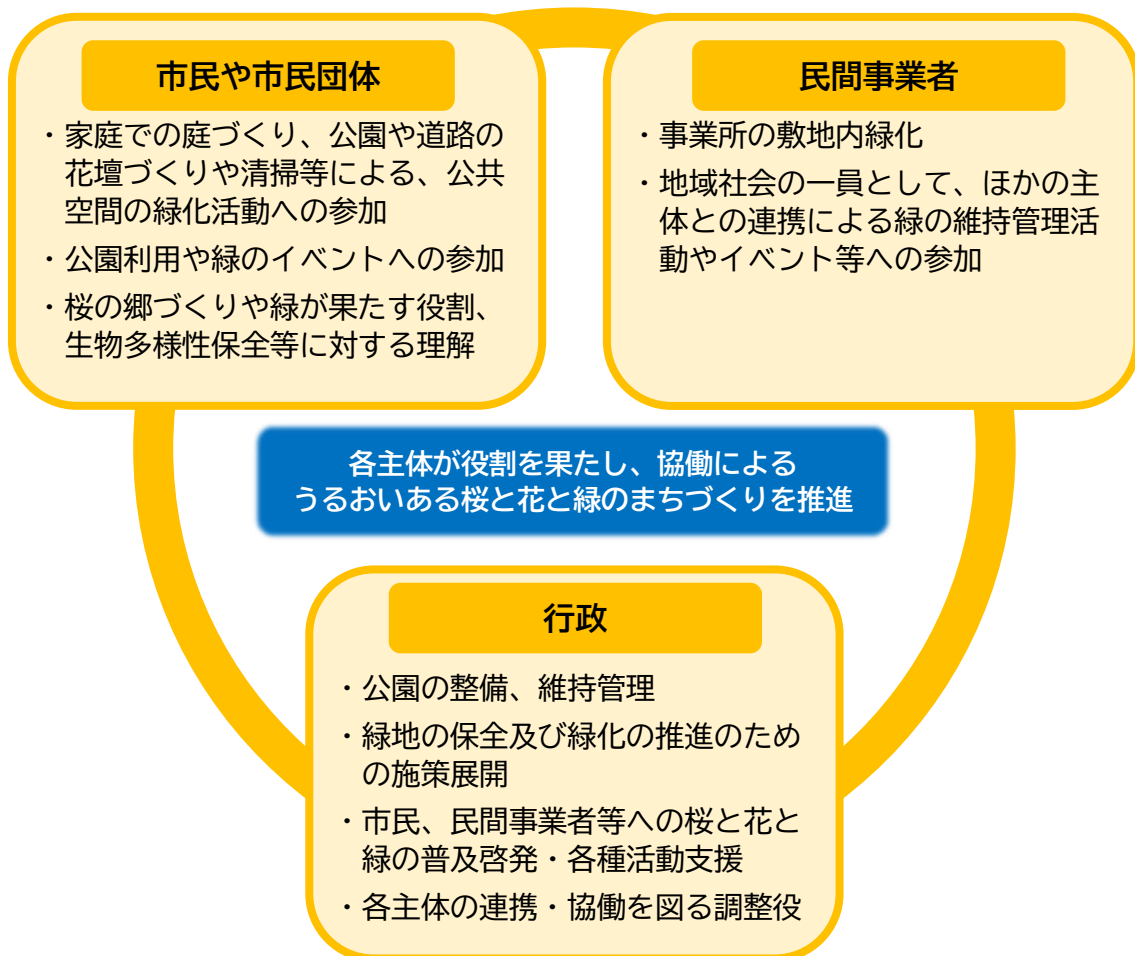 市民や市民団体
・家庭での庭づくり、公園や道路の
花壇づくりや清掃等による、公共
空間の緑化活動への参加
・公園利用や緑のイベントへの参加
・桜の郷づくりや緑が果たす役割、
生物多様性保全等に対する理解
民間事業者
・事業所の敷地内緑化
・地域社会の一員として、ほかの主
体との連携による緑の維持管理活
動やイベント等への参加
各主体が役割を果たし、協働による
うるおいある桜と花と緑のまちづくりを推進
行政
・公園の整備、維持管理
・緑地の保全及び緑化の推進のため
の施策展開
・市民、民間事業者等への桜と花と
緑の普及啓発・各種活動支援
・各主体の連携・協働を図る調整役